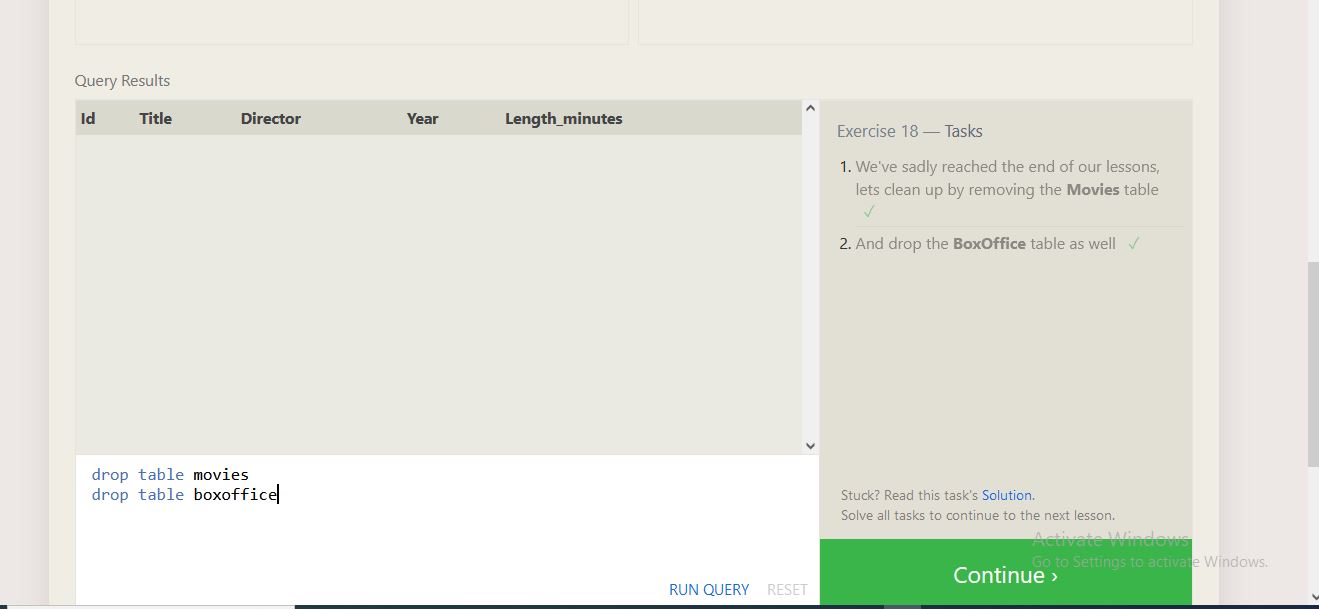 Query Results
Id Title Director Year Length_minutes
Exercise 18 — Tasks
1. We've sadly reached the end of our lessons,
lets clean up by removing the Movies table
✓
2. And drop the BoxOffice table as well ✓
drop table movies
drop table boxoffice
Stuck? Read this task's Solution.
Solve all tasks to continue to the next lesson.
RUN QUERY RESET
Continue ›
Activate Windows
Go to Settings to activate Windows.